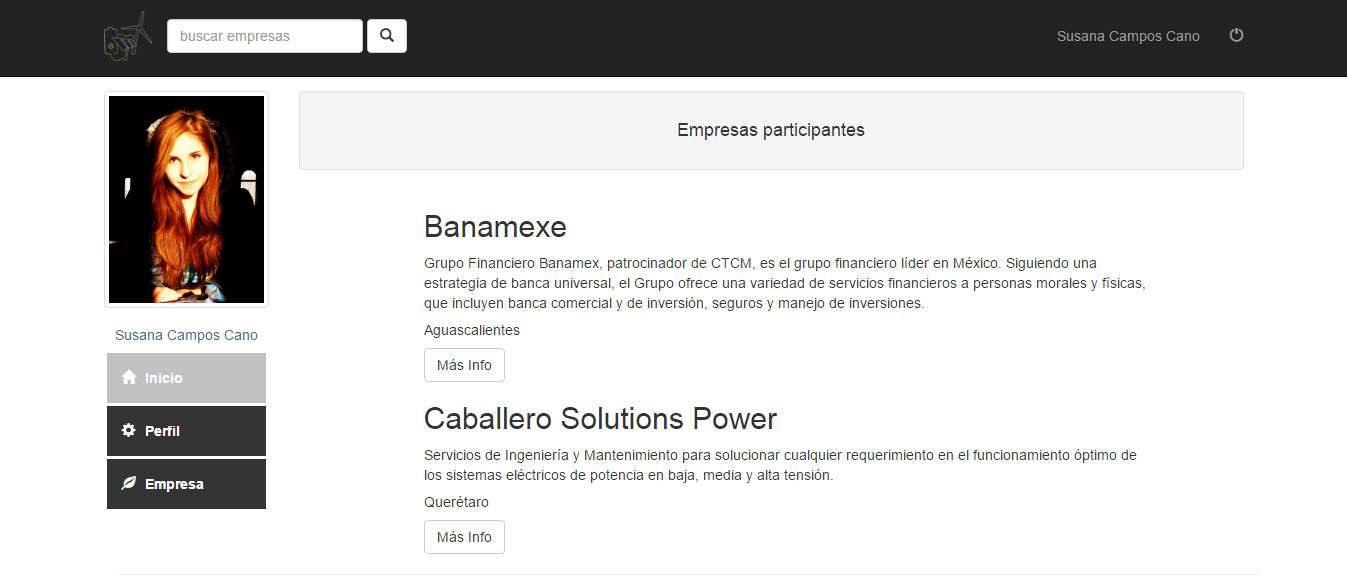 buscar empresas
Susana Campos Cano
Empresas participantes
Susana Campos Cano
Inicio
Perfil
Empresa
Banamexe
Grupo Financiero Banamex, patrocinador de CTCM, es el grupo financiero líder en México. Siguiendo una
estrategia de banca universal, el Grupo ofrece una variedad de servicios financieros a personas morales y físicas,
que incluyen banca comercial y de inversión, seguros y manejo de inversiones.
Aguascalientes
Más Info
Caballero Solutions Power
Servicios de Ingeniería y Mantenimiento para solucionar cualquier requerimiento en el funcionamiento óptimo de
los sistemas eléctricos de potencia en baja, media y alta tensión.
Querétaro
Más Info